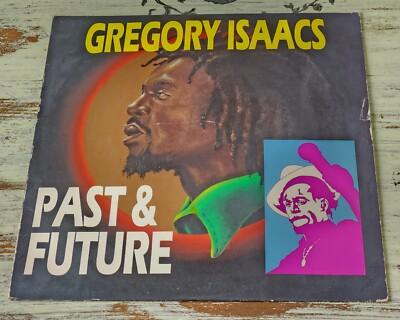 GREGORY ISAACS
PAST &
FUTURE